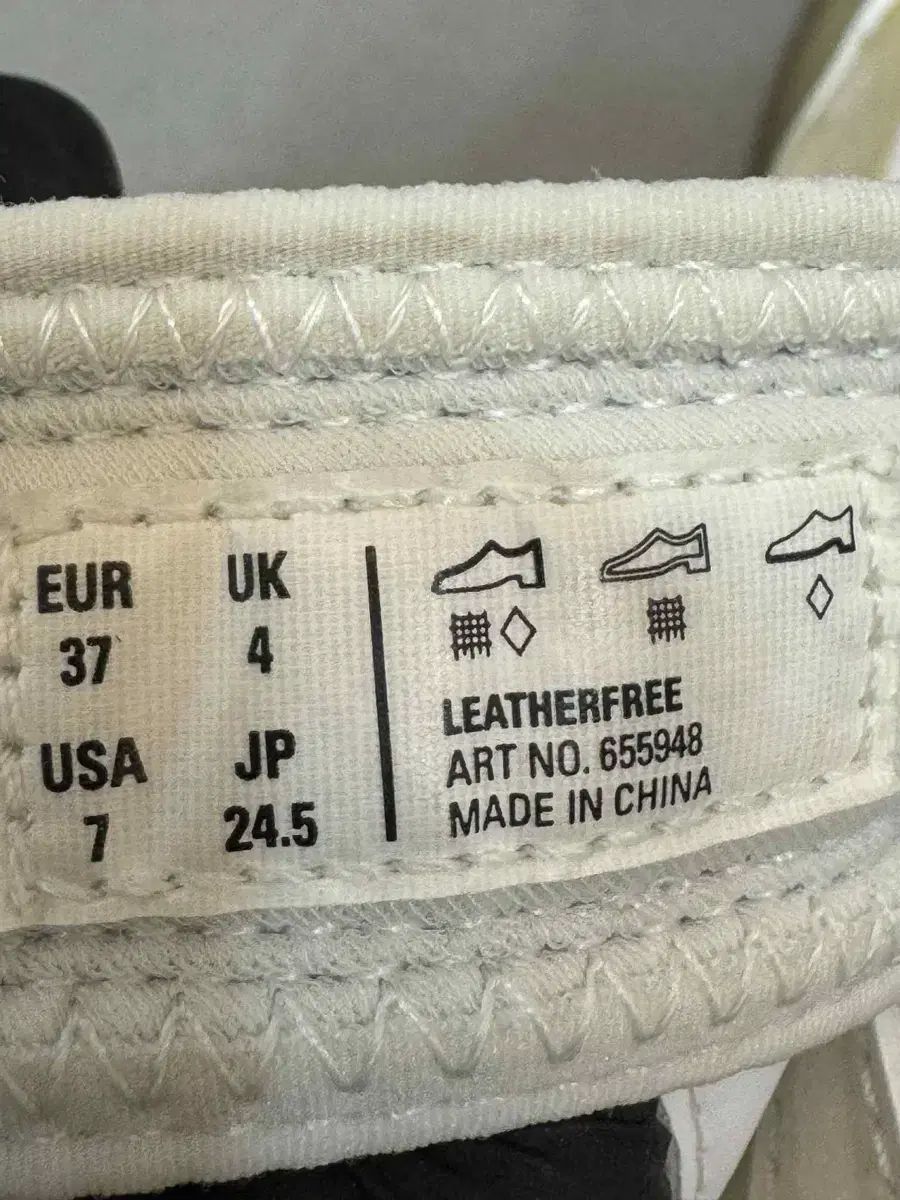 EUR UK
37 4
USA JP
7 24.5
LEATHERFREE
ART NO. 655948
MADE IN CHINA